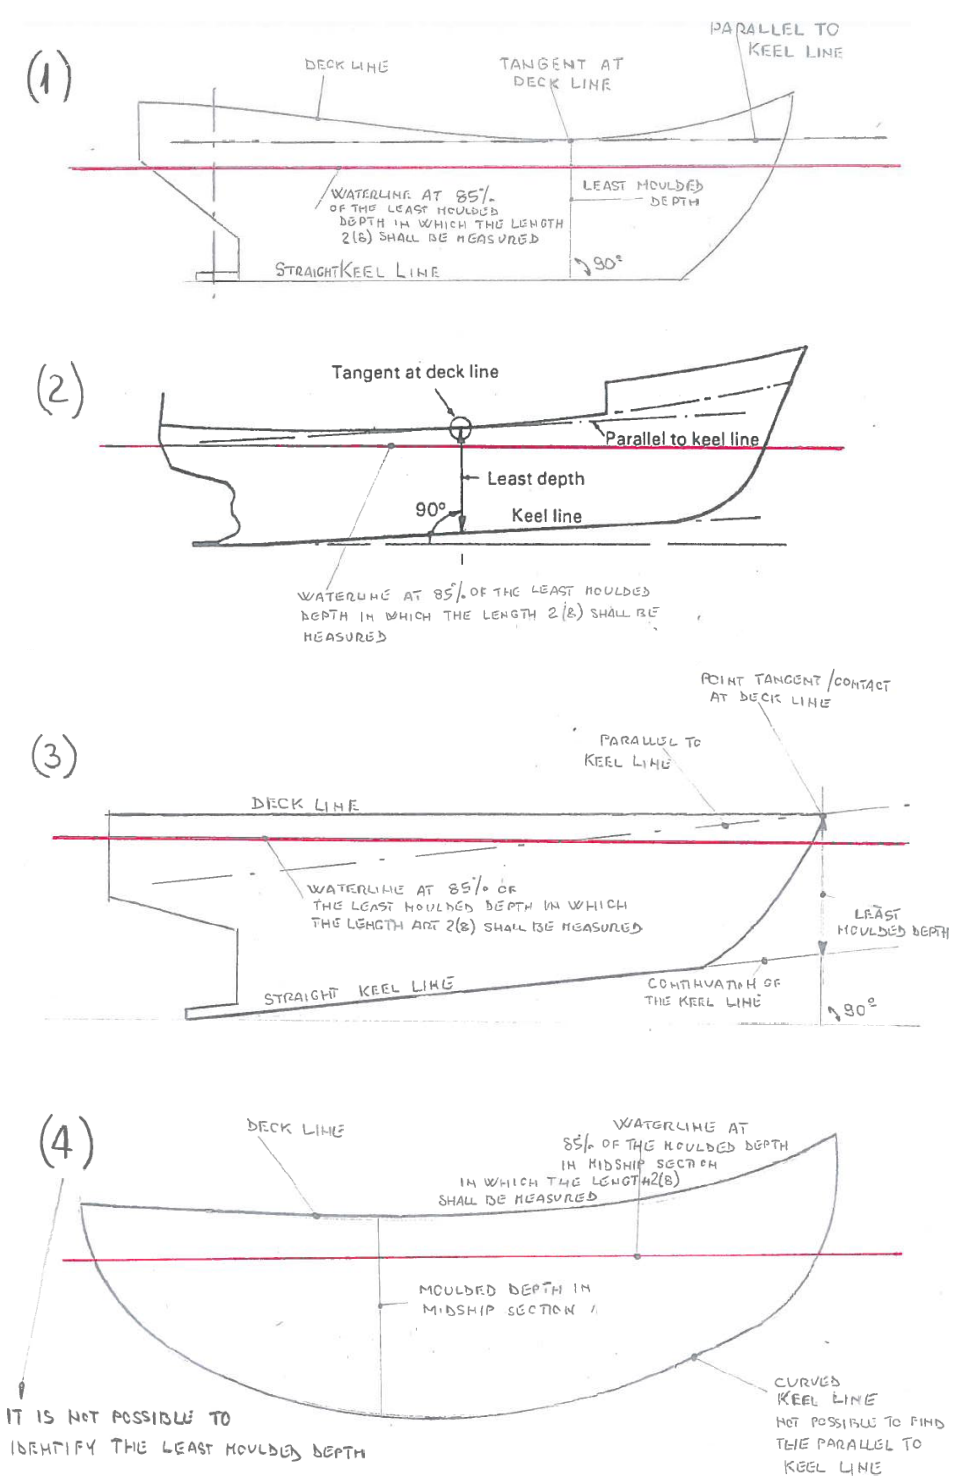 (1)
DECK LINE
TANGENT AT
DECK LINE
PARALLEL TO
KEEL LINE
WATERLINE AT 85%
OF THE LEAST MOULDED
DEPTH IN WHICH THE LENGTH
2(8) SHALL BE MEASURED
LEAST MOULDED
DEPTH
90°
STRAIGHT KEEL LINE
(2)
Tangent at deck line
Parallel to keel line
Least depth
90°
Keel line
WATERLINE AT 85% OF THE LEAST MOULDED
DEPTH IN WHICH THE LENGTH 2(8) SHALL BE
MEASURED
(3)
POINT TANGENT/CONTACT
AT DECK LINE
PARALLEL TO
KEEL LINE
DECK LINE
WATERLINE AT 85% OF
THE LEAST MOULDED DEPTH IN WHICH
THE LENGTH ART 2(8) SHALL BE MEASURED
LEAST
MOULDED DEPTH
STRAIGHT KEEL LINE
CONTINUATION OF
THE KEEL LINE
90°
(4)
DECK LINE
WATERLINE AT
85% OF THE MOULDED DEPTH
IN MIDSHIP SECTION
IN WHICH THE LENGTH 2(8)
SHALL BE MEASURED
MOULDED DEPTH IN
MIDSHIP SECTION
IT IS NOT POSSIBLE TO
IDENTIFY THE LEAST MOULDED DEPTH
CURVED
KEEL LINE
NOT POSSIBLE TO FIND
THE PARALLEL TO
KEEL LINE